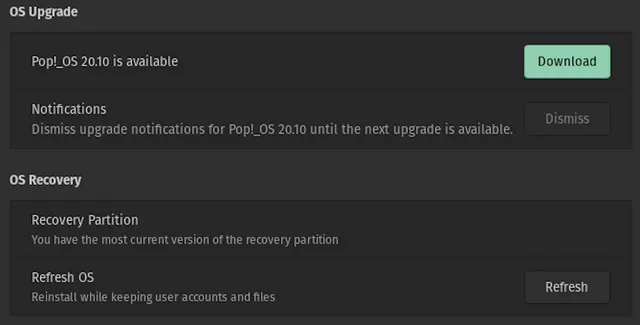 OS Upgrade
Pop!_OS 20.10 is available
Download
Notifications
Dismiss upgrade notifications for Pop!_OS 20.10 until the next upgrade is available.
Dismiss
OS Recovery
Recovery Partition
You have the most current version of the recovery partition
Refresh OS
Reinstall while keeping user accounts and files
Refresh